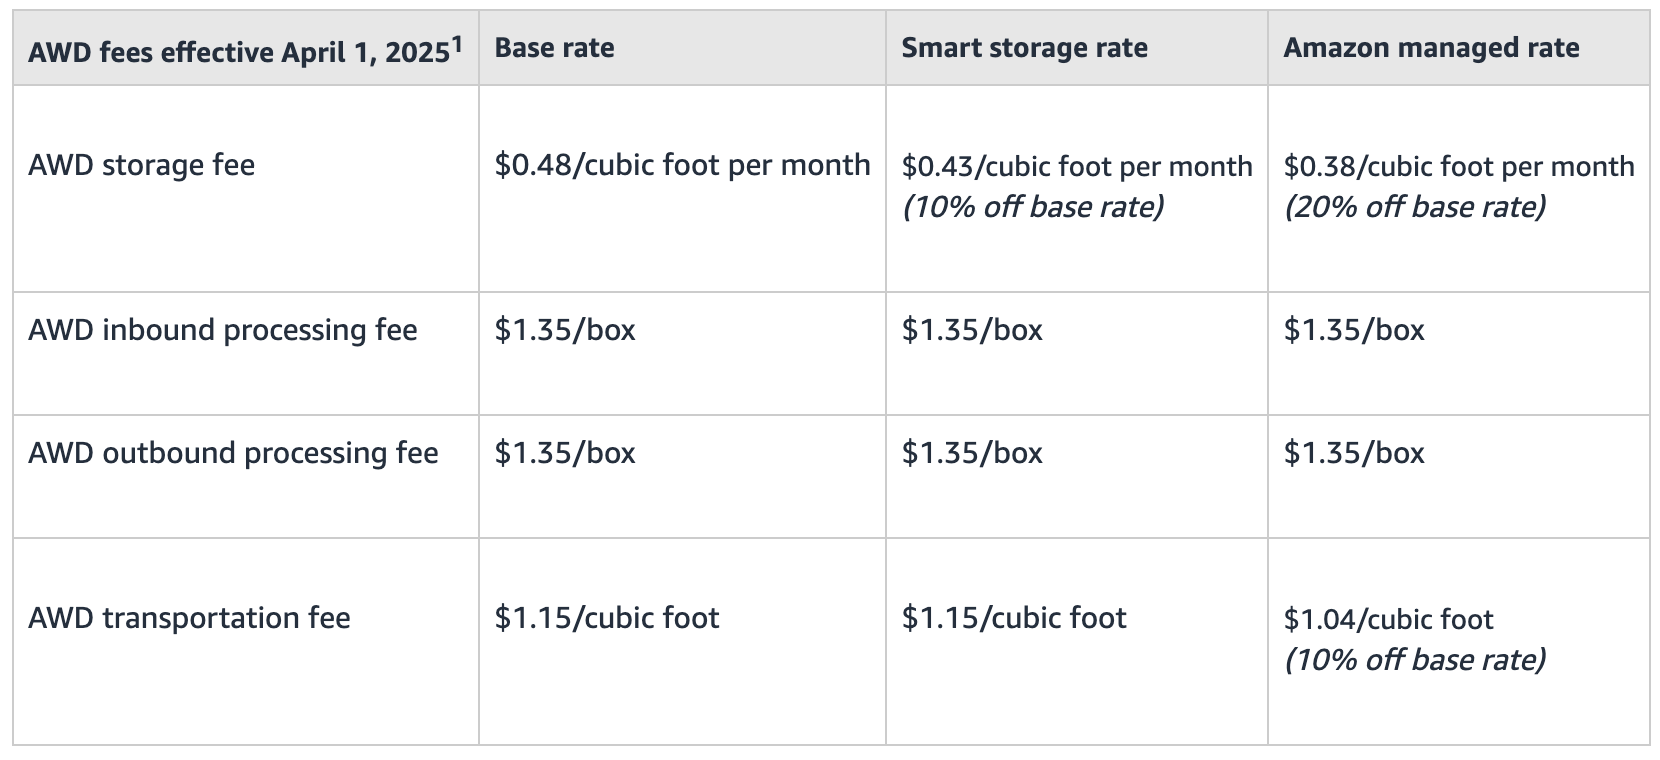 AWD fees effective April 1, 2025¹ Base rate Smart storage rate Amazon managed rate
AWD storage fee $0.48/cubic foot per month $0.43/cubic foot per month $0.38/cubic foot per month
(10% off base rate) (20% off base rate)
AWD inbound processing fee $1.35/box $1.35/box $1.35/box
AWD outbound processing fee $1.35/box $1.35/box $1.35/box
AWD transportation fee $1.15/cubic foot $1.15/cubic foot $1.04/cubic foot
(10% off base rate)